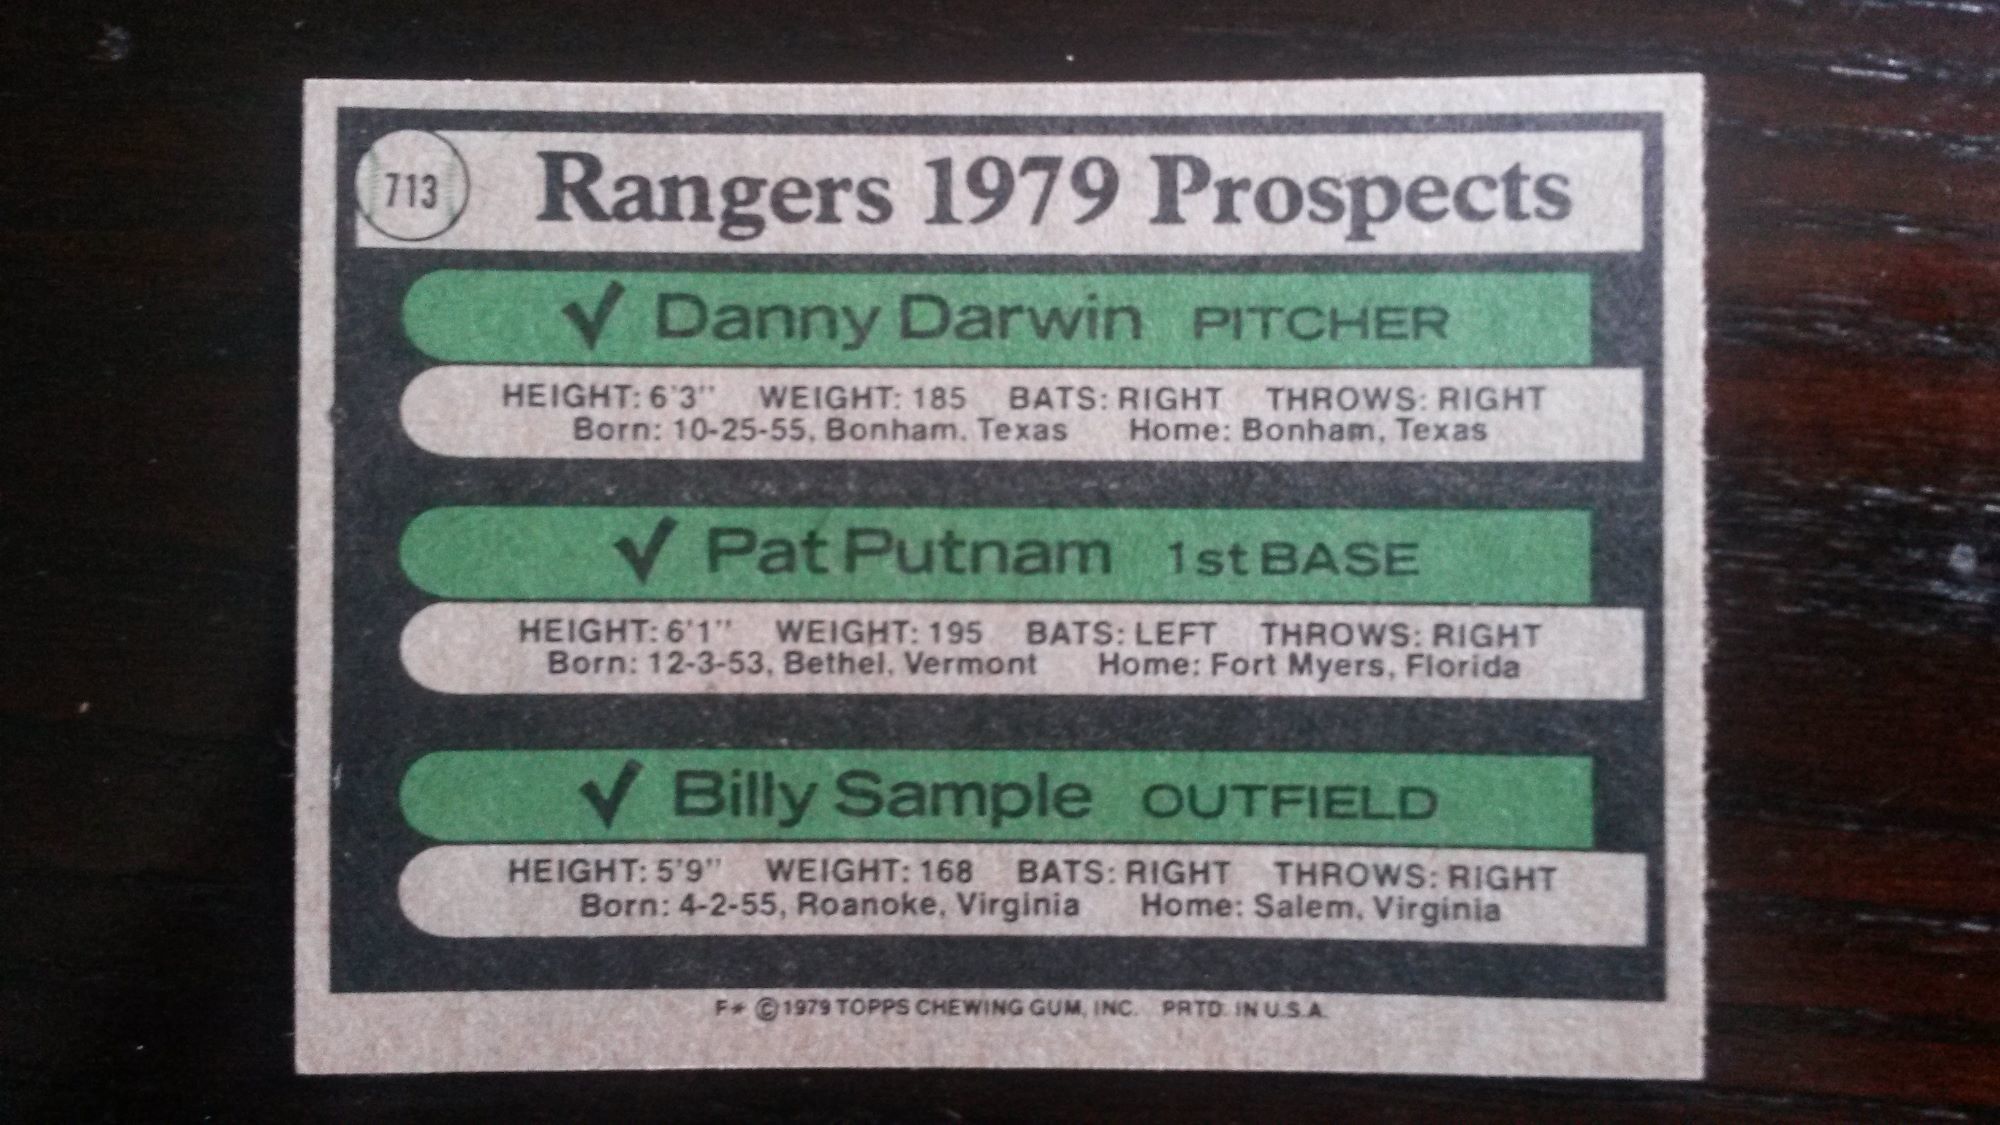 713
Rangers 1979 Prospects
✓ Danny Darwin PITCHER
HEIGHT: 6'3" WEIGHT: 185 BATS: RIGHT THROWS: RIGHT
Born: 10-25-55, Bonham, Texas Home: Bonham, Texas
✓ Pat Putnam 1st BASE
HEIGHT: 6'1" WEIGHT: 195 BATS: LEFT THROWS: RIGHT
Born: 12-3-53, Bethel, Vermont Home: Fort Myers, Florida
✓ Billy Sample OUTFIELD
HEIGHT: 5'9" WEIGHT: 168 BATS: RIGHT THROWS: RIGHT
Born: 4-2-55, Roanoke, Virginia Home: Salem, Virginia
F* © 1979 TOPPS CHEWING GUM, INC. PRTD. IN U.S.A.